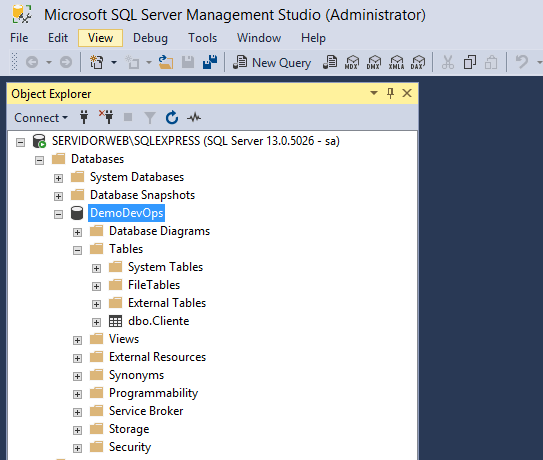 Microsoft SQL Server Management Studio (Administrator)
File Edit View Debug Tools Window Help
New Query MDX DMX XMLA DAX
Object Explorer
Connect
SERVIDORWEB\SQLEXPRESS (SQL Server 13.0.5026 - sa)
Databases
System Databases
Database Snapshots
DemoDevOps
Database Diagrams
Tables
System Tables
FileTables
External Tables
dbo.Cliente
Views
External Resources
Synonyms
Programmability
Service Broker
Storage
Security